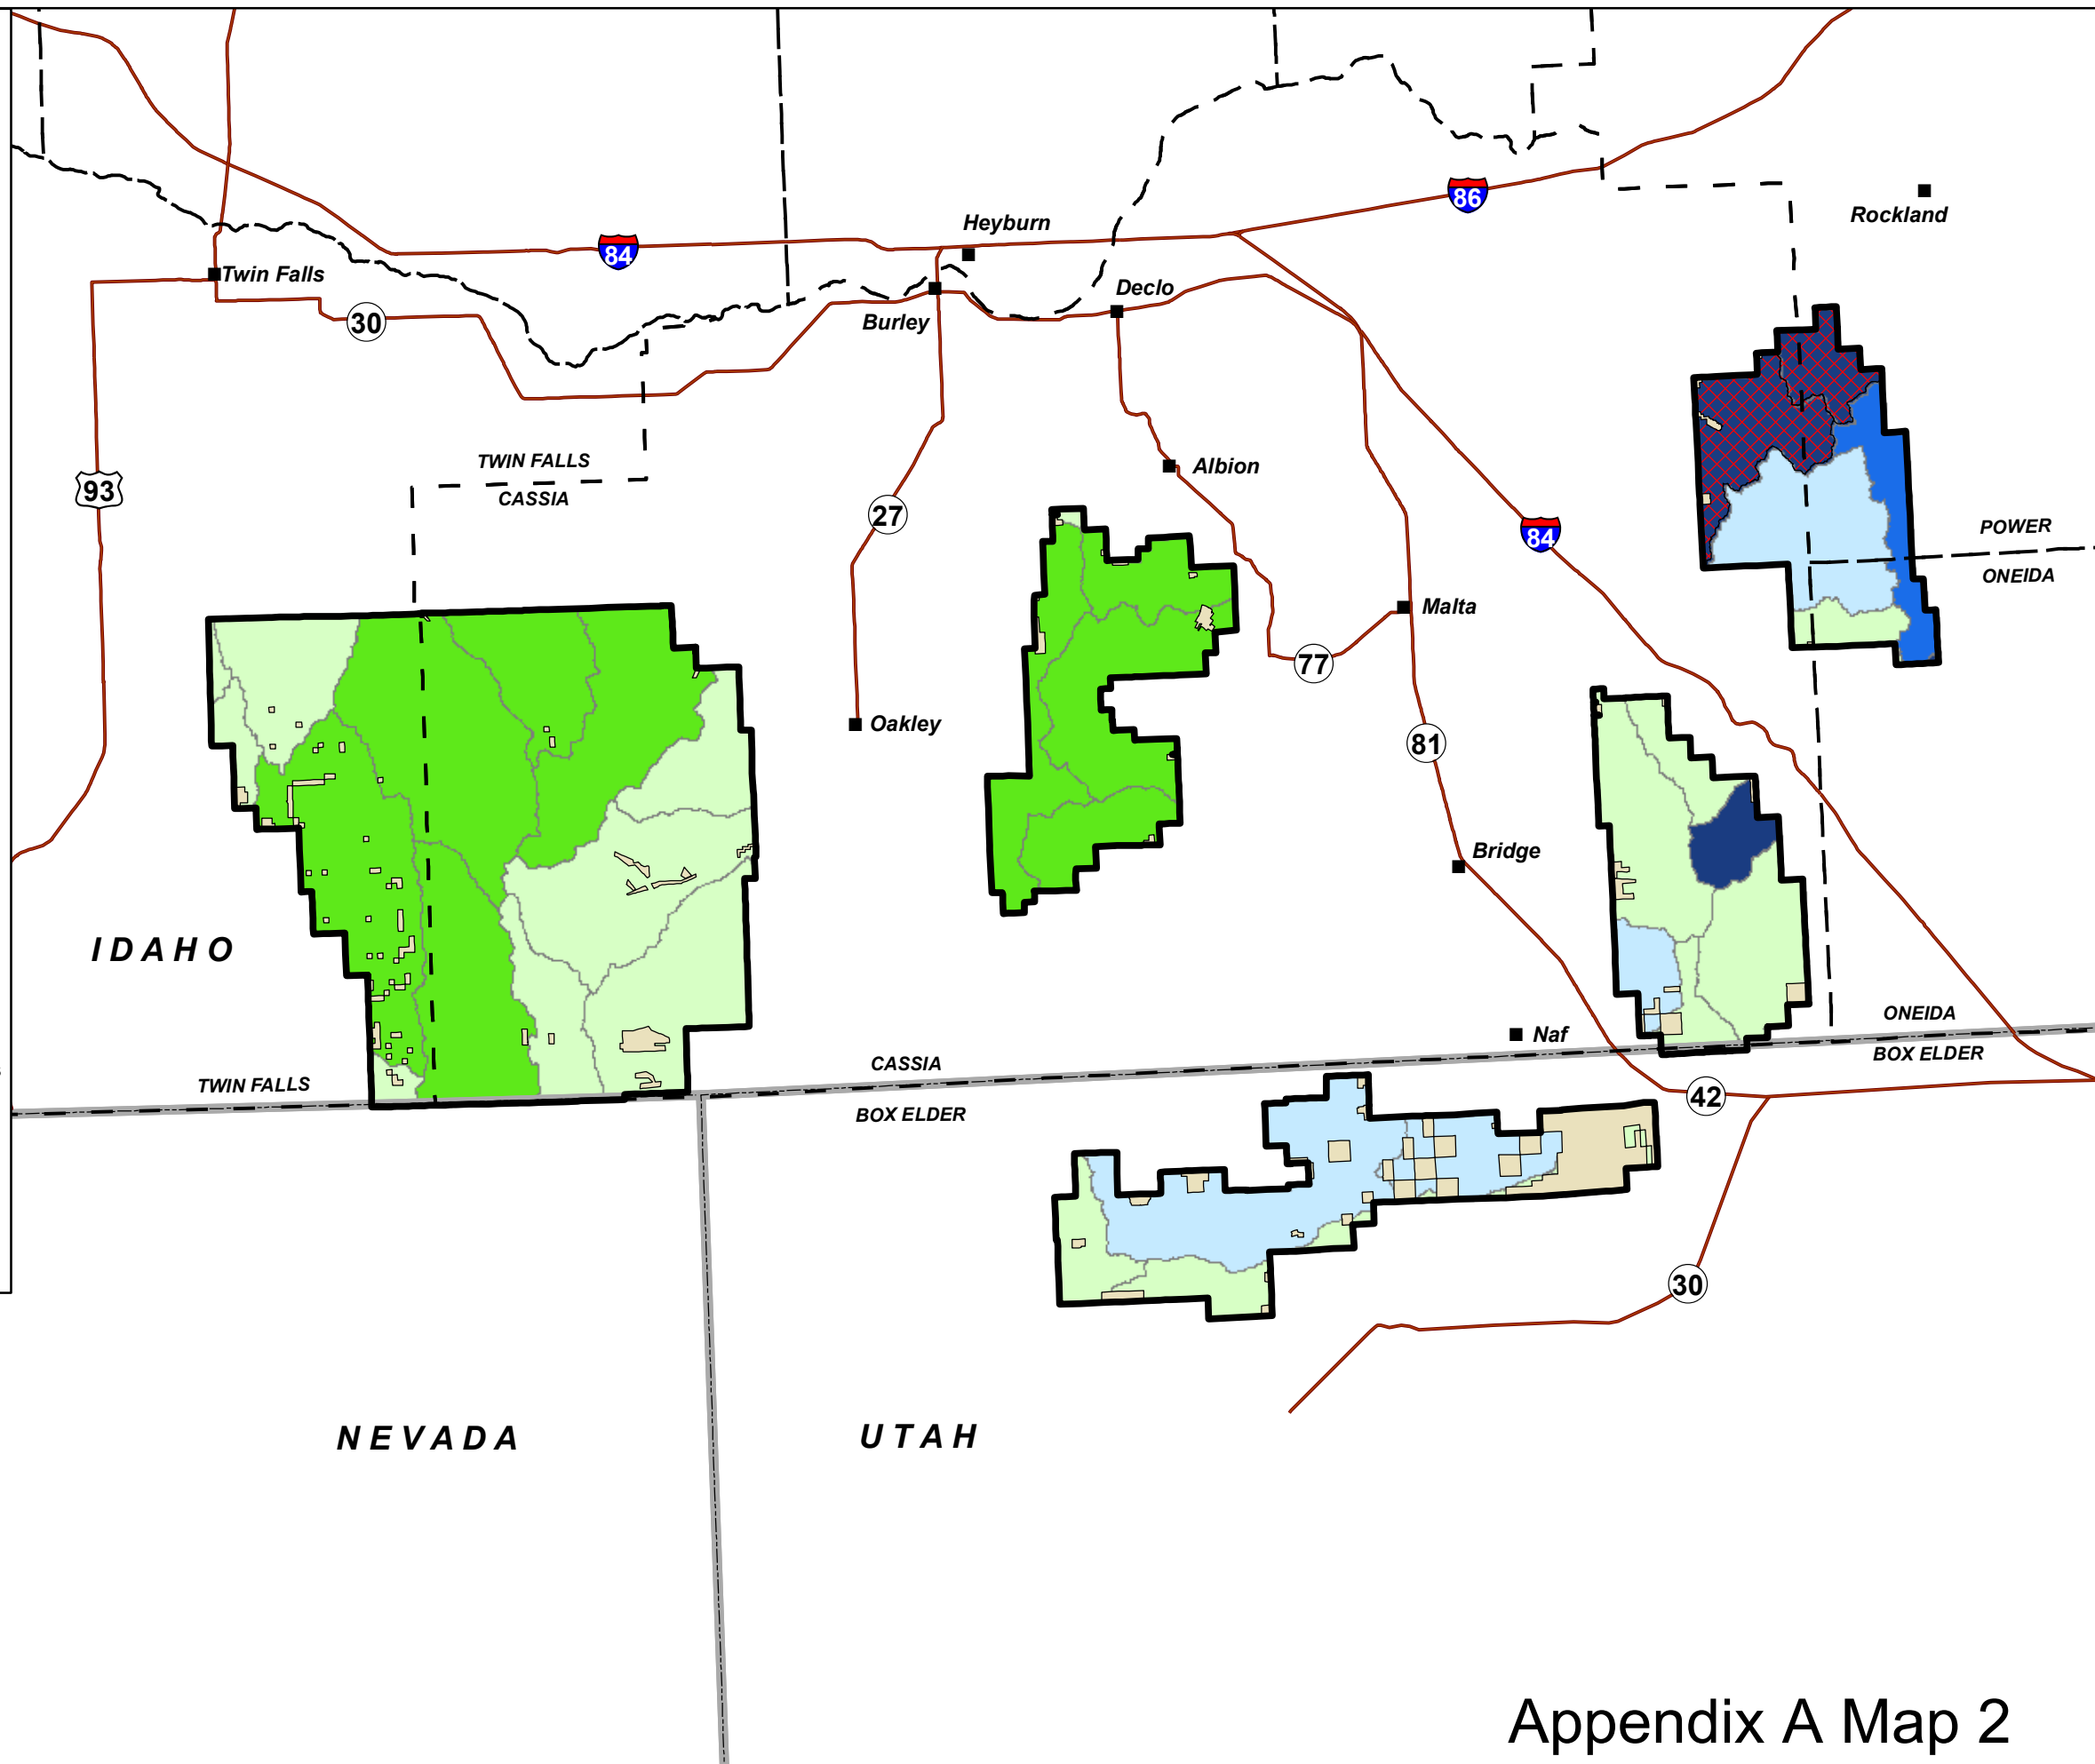 86
Rockland
Heyburn
84
Twin Falls
Declo
30
Burley
TWIN FALLS
CASSIA
Albion
93
27
84
POWER
ONEIDA
Malta
77
Oakley
81
Bridge
IDAHO
ONEIDA
Naf
BOX ELDER
CASSIA
TWIN FALLS
BOX ELDER
42
30
NEVADA
UTAH
Appendix A Map 2